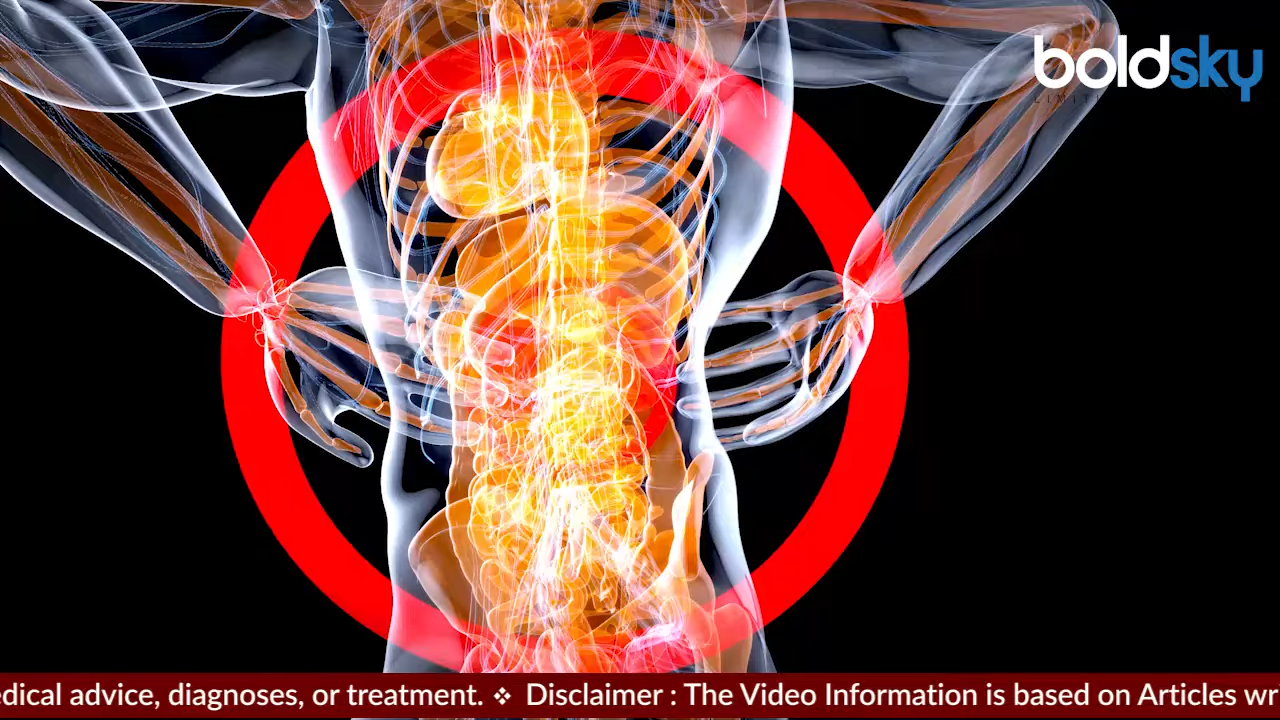 boldsky
edical advice, diagnoses, or treatment. ❖ Disclaimer : The Video Information is based on Articles wr